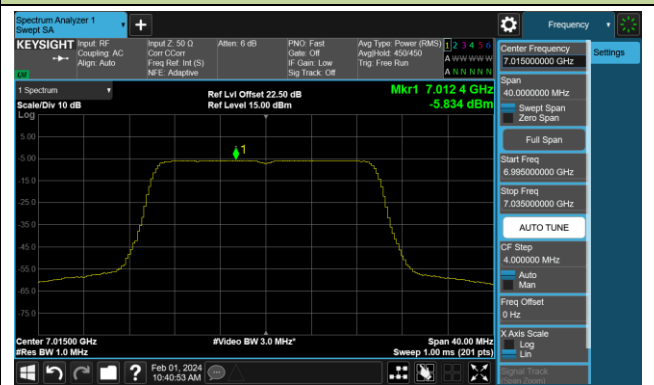 Spectrum Analyzer 1
Swept SA
Frequency
KEYSIGHT
Input: RF
Coupling: AC
Align: Auto
Input Z: 50 Ω
Corr CCorr
Freq Ref: Int (S)
NFE: Adaptive
Atten: 6 dB
PNO: Fast
Gate: Off
IF Gain: Low
Sig Track: Off
Avg Type: Power (RMS)
Avg|Hold: 450/450
Trig: Free Run
1 2 3 4 5 6
A W W W W W
A N N N N N
LXI
1 Spectrum
Scale/Div 10 dB
Log
Ref Lvl Offset 22.50 dB
Ref Level 15.00 dBm
Mkr1 7.012 4 GHz
-5.834 dBm
1
5.00
-5.00
-15.0
-25.0
-35.0
-45.0
-55.0
-65.0
-75.0
Center 7.01500 GHz
#Res BW 1.0 MHz
#Video BW 3.0 MHz*
Span 40.00 MHz
Sweep 1.00 ms (201 pts)
Feb 01, 2024
10:40:53 AM
Center Frequency
7.015000000 GHz
Settings
Span
40.0000000 MHz
Swept Span
Zero Span
Full Span
Start Freq
6.995000000 GHz
Stop Freq
7.035000000 GHz
AUTO TUNE
CF Step
4.000000 MHz
Auto
Man
Freq Offset
0 Hz
X Axis Scale
Log
Lin
Signal Track
(Span Zoom)